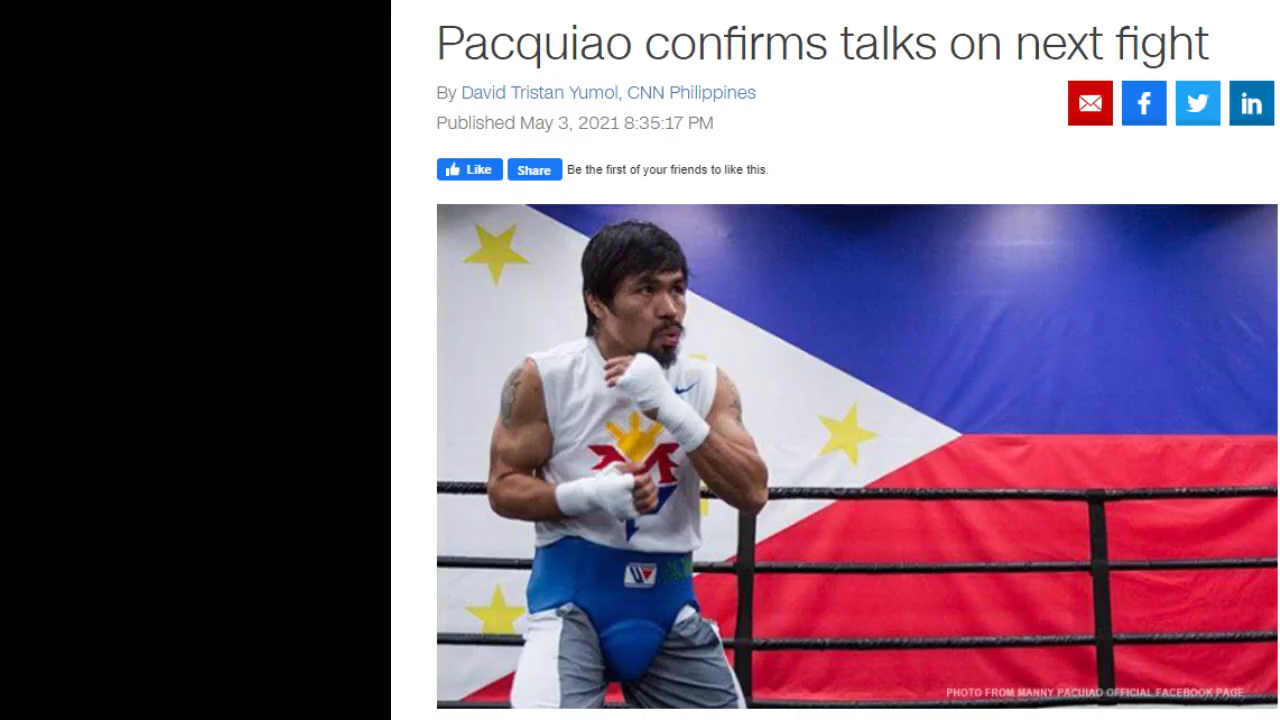 Pacquiao confirms talks on next fight
By David Tristan Yumol, CNN Philippines
Published May 3, 2021 8:35:17 PM
Like Share Be the first of your friends to like this.
PHOTO FROM MANNY PACUIAO OFFICIAL FACEBOOK PAGE